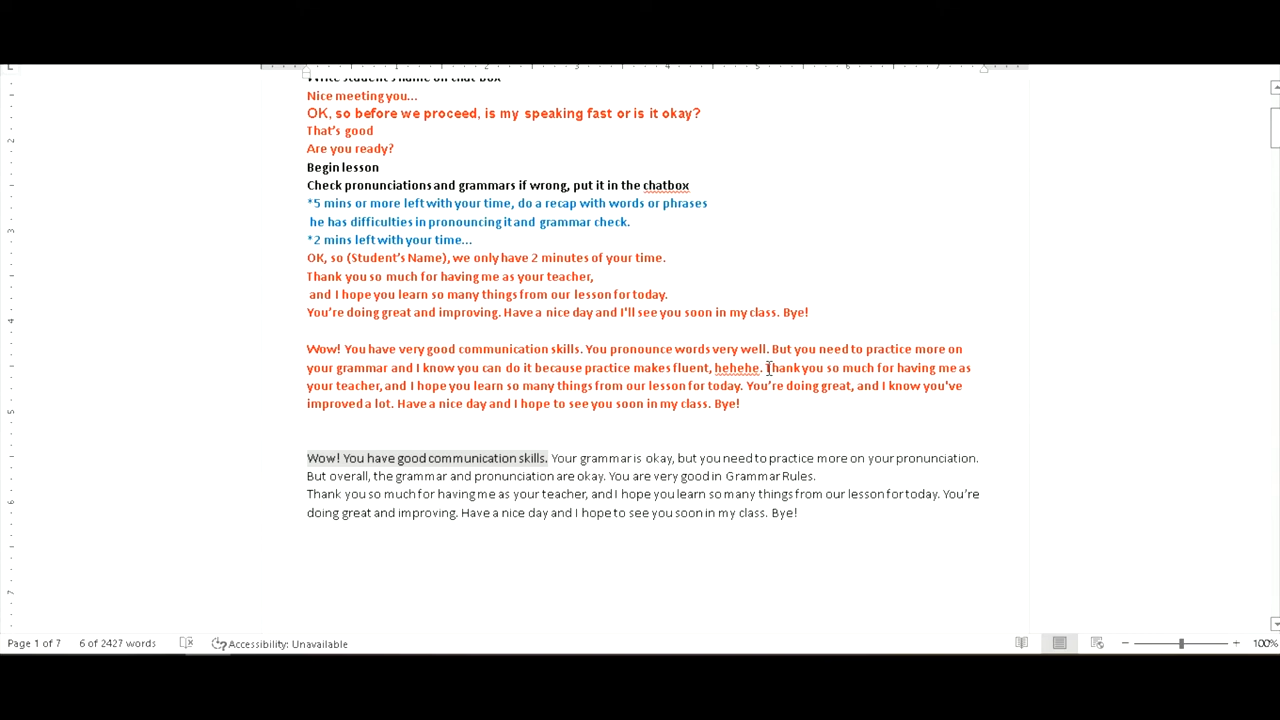 Write Student's name on chat box
Nice meeting you...
OK, so before we proceed, is my speaking fast or is it okay?
That's good
Are you ready?
Begin lesson
Check pronunciations and grammars if wrong, put it in the chatbox
*5 mins or more left with your time, do a recap with words or phrases
he has difficulties in pronouncing it and grammar check.
*2 mins left with your time...
OK, so (Student's Name), we only have 2 minutes of your time.
Thank you so much for having me as your teacher,
and I hope you learn so many things from our lesson for today.
You're doing great and improving. Have a nice day and I'll see you soon in my class. Bye!
Wow! You have very good communication skills. You pronounce words very well. But you need to practice more on
your grammar and I know you can do it because practice makes fluent, hehehe. Thank you so much for having me as
your teacher, and I hope you learn so many things from our lesson for today. You're doing great, and I know you've
improved a lot. Have a nice day and I hope to see you soon in my class. Bye!
Wow! You have good communication skills. Your grammar is okay, but you need to practice more on your pronunciation.
But overall, the grammar and pronunciation are okay. You are very good in Grammar Rules.
Thank you so much for having me as your teacher, and I hope you learn so many things from our lesson for today. You're
doing great and improving. Have a nice day and I hope to see you soon in my class. Bye!
Page 1 of 7 6 of 2427 words Accessibility: Unavailable 100%